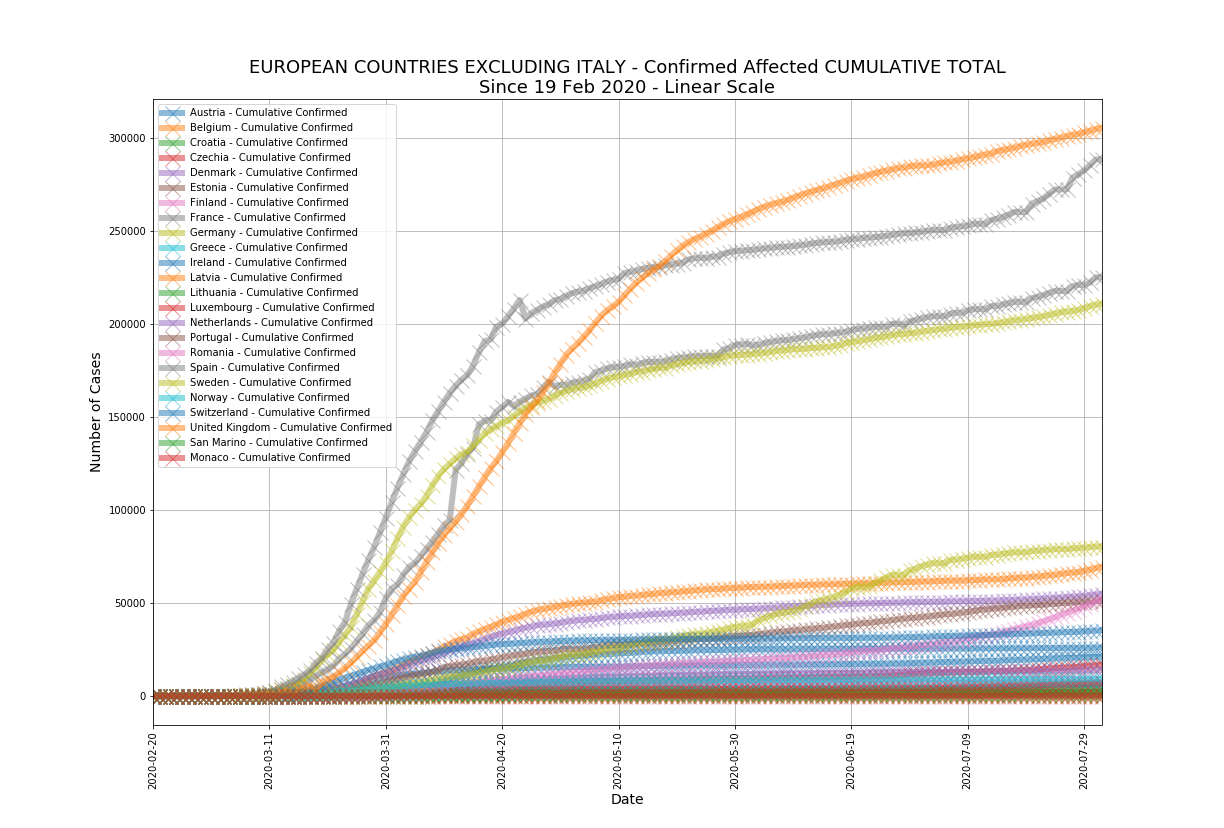 EUROPEAN COUNTRIES EXCLUDING ITALY - Confirmed Affected CUMULATIVE TOTAL
Since 19 Feb 2020 - Linear Scale
Austria - Cumulative Confirmed
Belgium - Cumulative Confirmed
Croatia - Cumulative Confirmed
Czechia - Cumulative Confirmed
Denmark - Cumulative Confirmed
Estonia - Cumulative Confirmed
Finland - Cumulative Confirmed
France - Cumulative Confirmed
Germany - Cumulative Confirmed
Greece - Cumulative Confirmed
Ireland - Cumulative Confirmed
Latvia - Cumulative Confirmed
Lithuania - Cumulative Confirmed
Luxembourg - Cumulative Confirmed
Netherlands - Cumulative Confirmed
Portugal - Cumulative Confirmed
Romania - Cumulative Confirmed
Spain - Cumulative Confirmed
Sweden - Cumulative Confirmed
Norway - Cumulative Confirmed
Switzerland - Cumulative Confirmed
United Kingdom - Cumulative Confirmed
San Marino - Cumulative Confirmed
Monaco - Cumulative Confirmed
Number of Cases
300000
250000
200000
150000
100000
50000
0
2020-02-20
2020-03-11
2020-03-31
2020-04-20
2020-05-10
2020-05-30
2020-06-19
2020-07-09
2020-07-29
Date